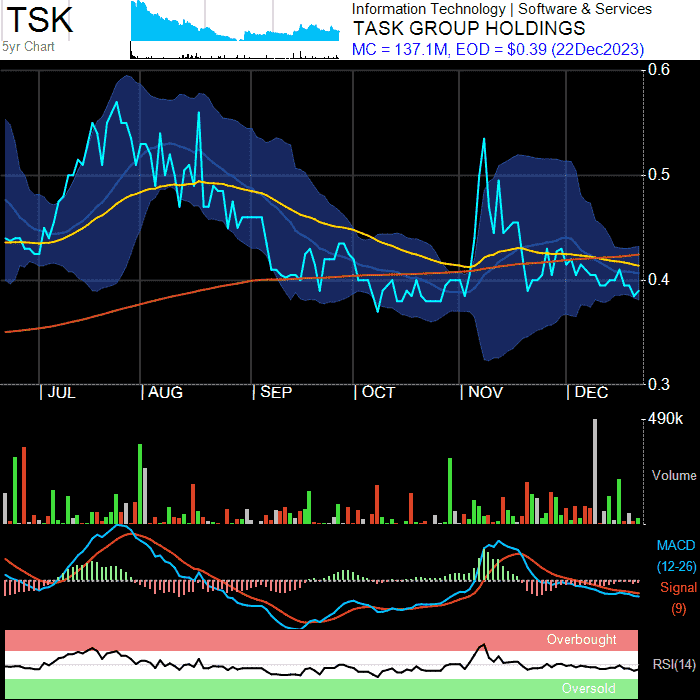 TSK
5yr Chart
Information Technology | Software & Services
TASK GROUP HOLDINGS
MC = 137.1M, EOD = $0.39 (22Dec2023)
0.6
0.5
0.4
0.3
| JUL | AUG | SEP | OCT | NOV | DEC
490k
Volume
MACD
(12-26)
Signal
(9)
Overbought
RSI(14)
Oversold